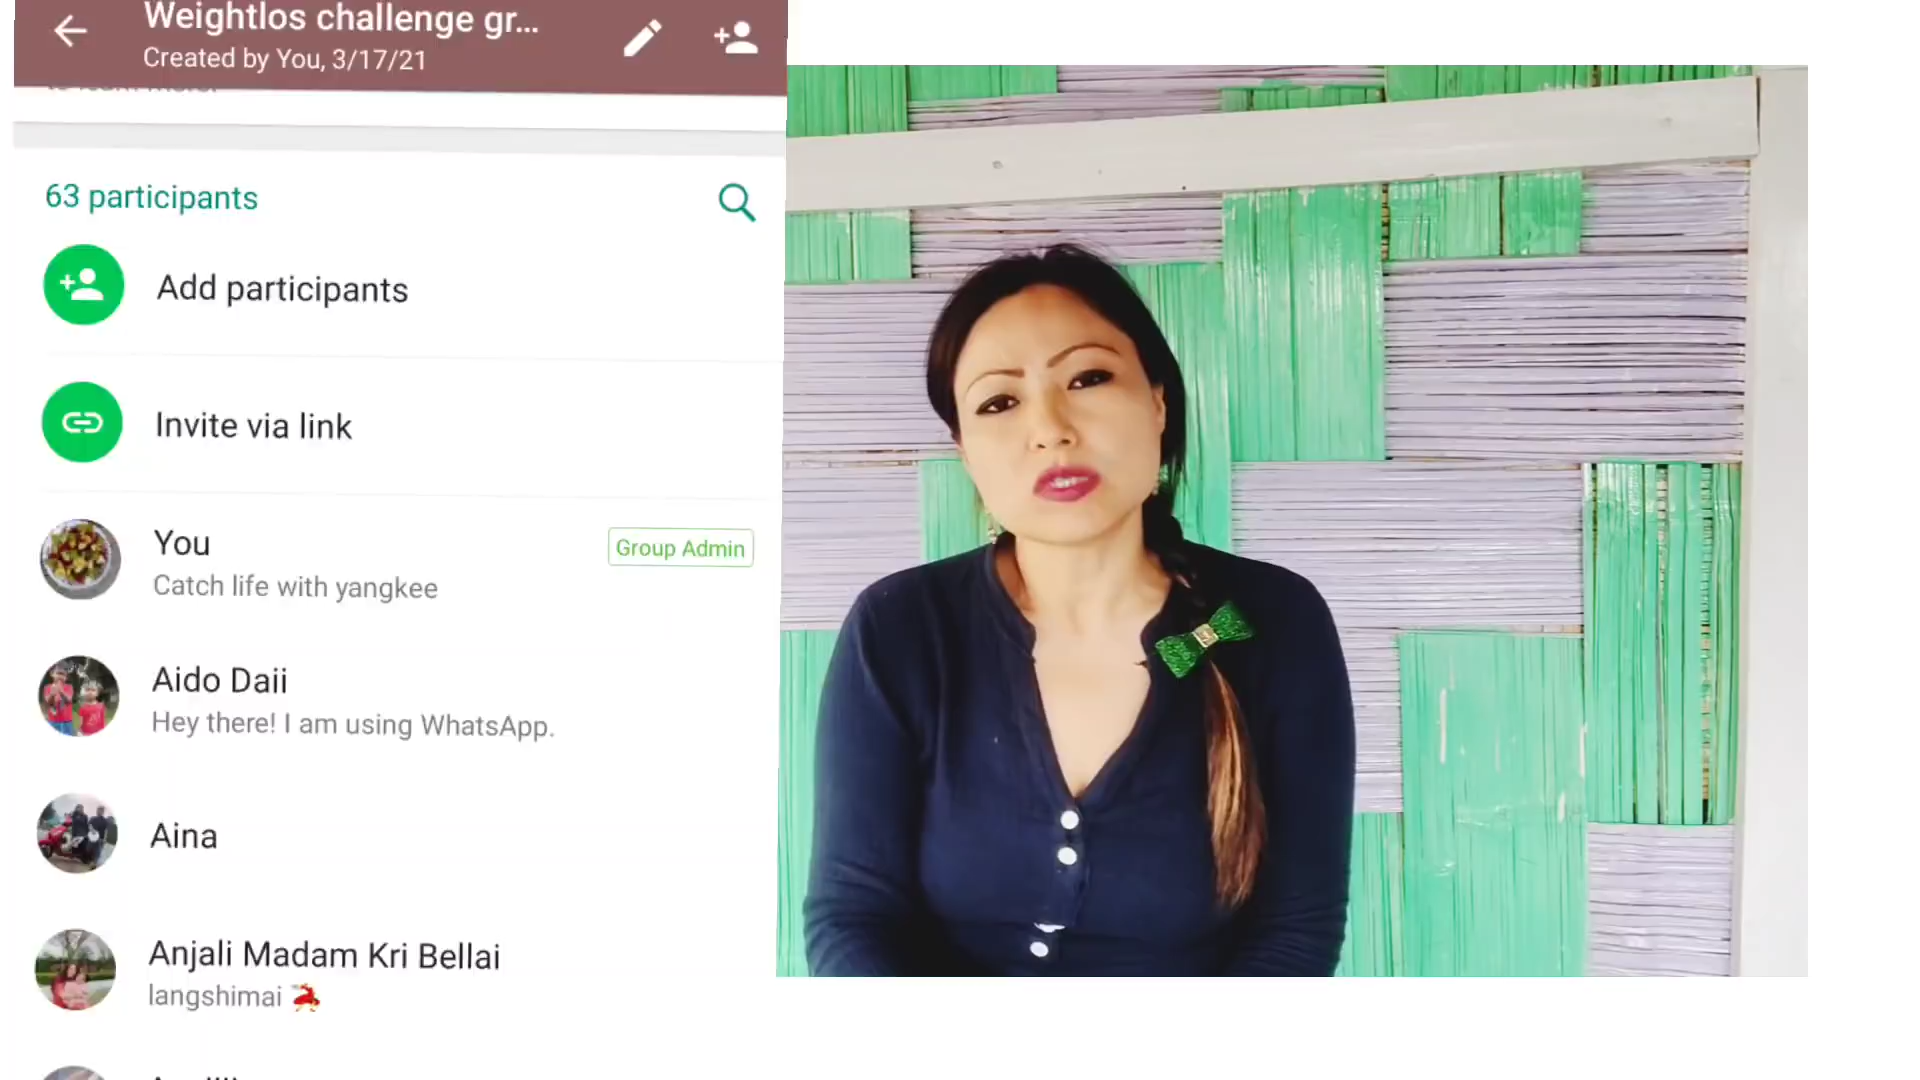 Weightlos challenge gr...
Created by You, 3/17/21
63 participants
Add participants
Invite via link
You
Group Admin
Catch life with yangkee
Aido Daii
Hey there! I am using WhatsApp.
Aina
Anjali Madam Kri Bellai
langshimai